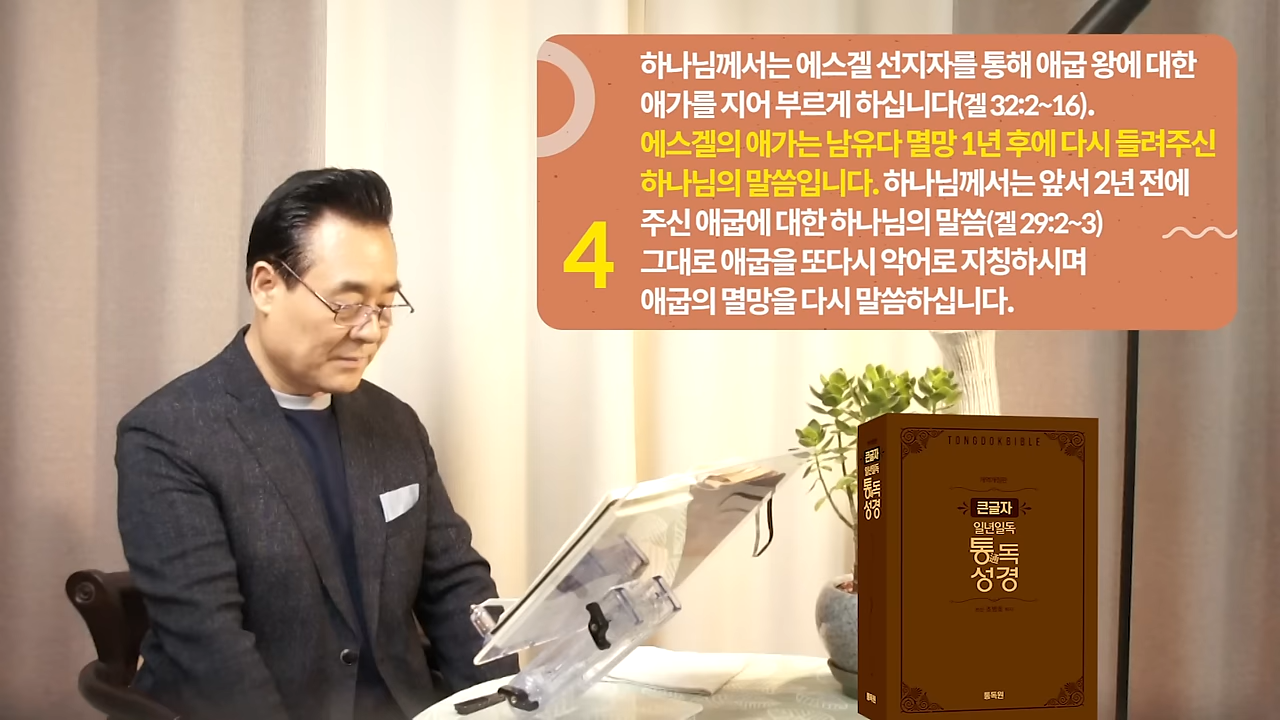 하나님께서는 에스겔 선지자를 통해 애굽 왕에 대한
애가를 지어 부르게 하십니다(겔 32:2~16).
에스겔의 애가는 남유다 멸망 1년 후에 다시 들려주신
하나님의 말씀입니다. 하나님께서는 앞서 2년 전에
주신 애굽에 대한 하나님의 말씀(겔 29:2~3)
그대로 애굽을 또다시 악어로 지칭하시며
애굽의 멸망을 다시 말씀하십니다.
4
TONGDOKBIBLE
큰글자
일년일독
통독
성경
통독원
큰글자
일년일독
통독
성경